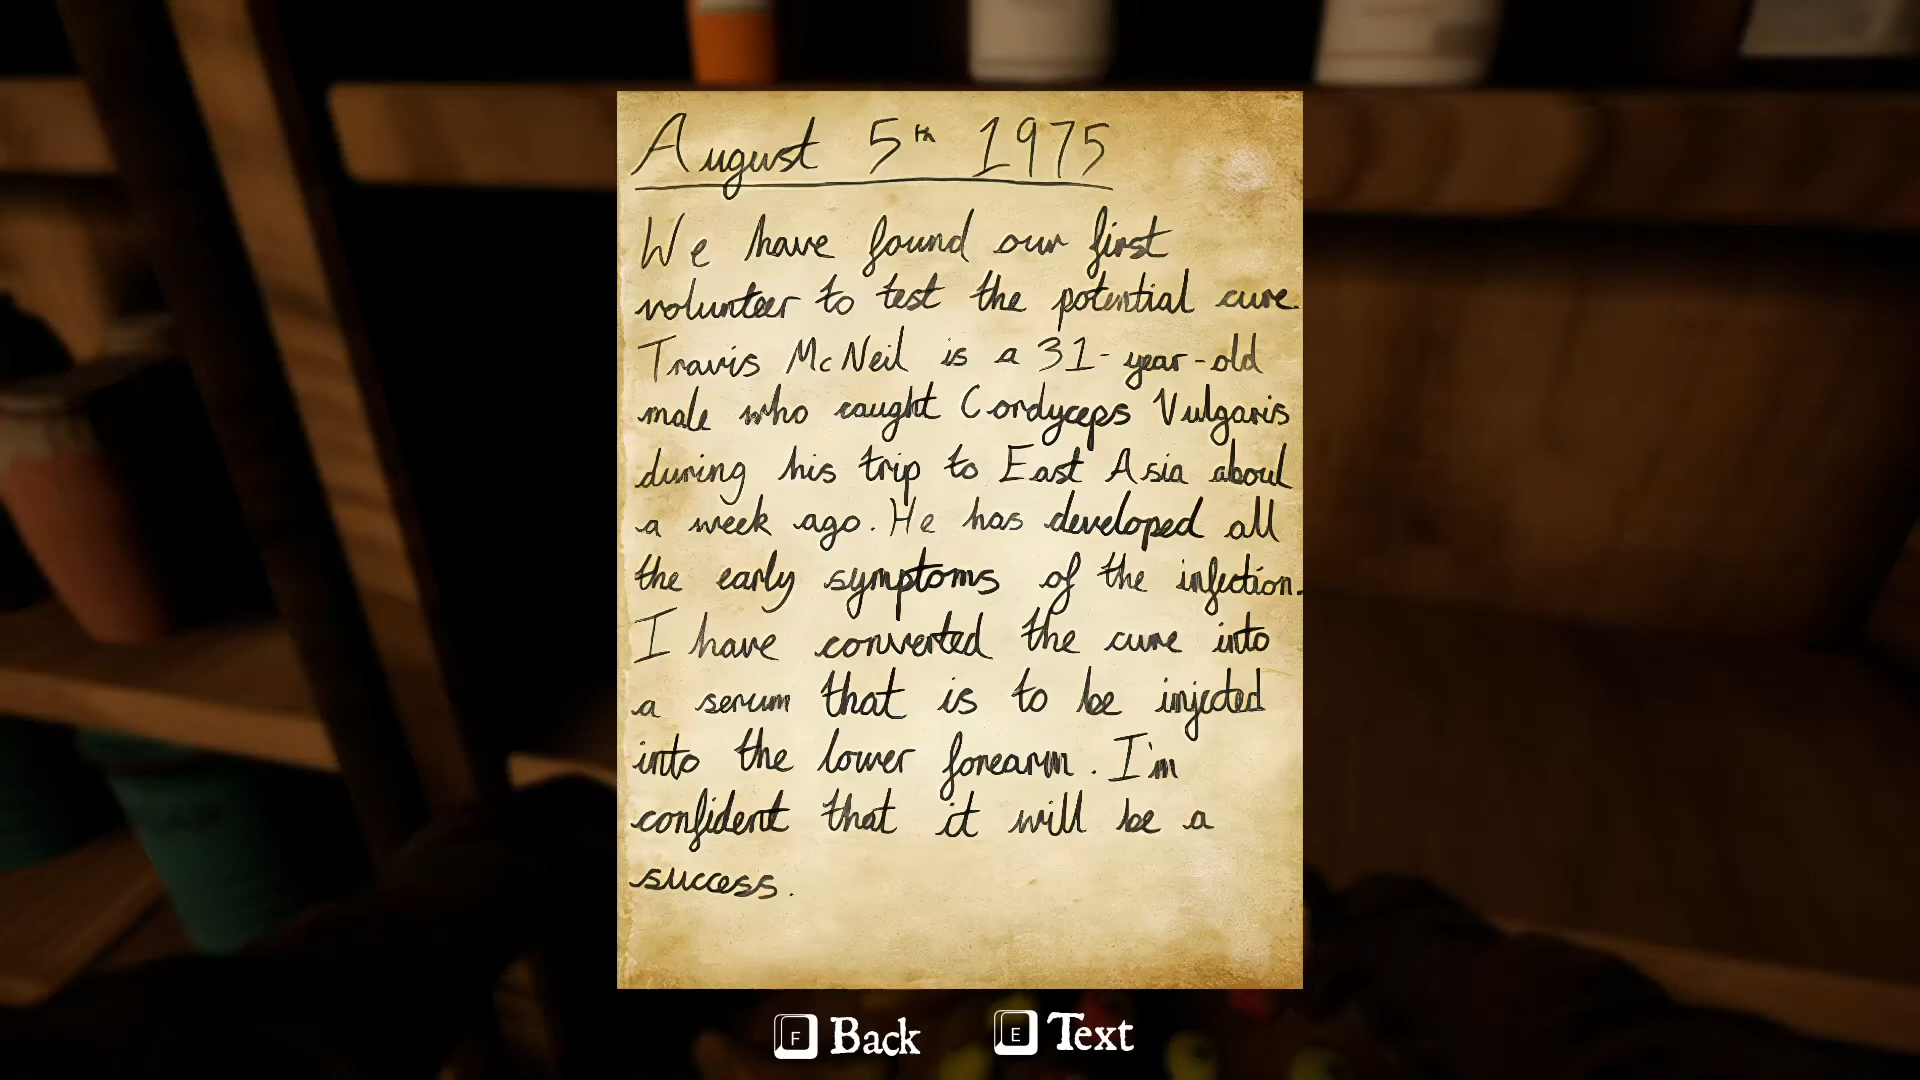 August 5th 1975
We have found our first
volunteer to test the potential cure.
Travis McNeil is a 31-year-old
male who caught Cordyceps Vulgaris
during his trip to East Asia about
a week ago. He has developed all
the early symptoms of the infection.
I have converted the cure into
a serum that is to be injected
into the lower forearm. I'm
confident that it will be a
success.
F Back E Text